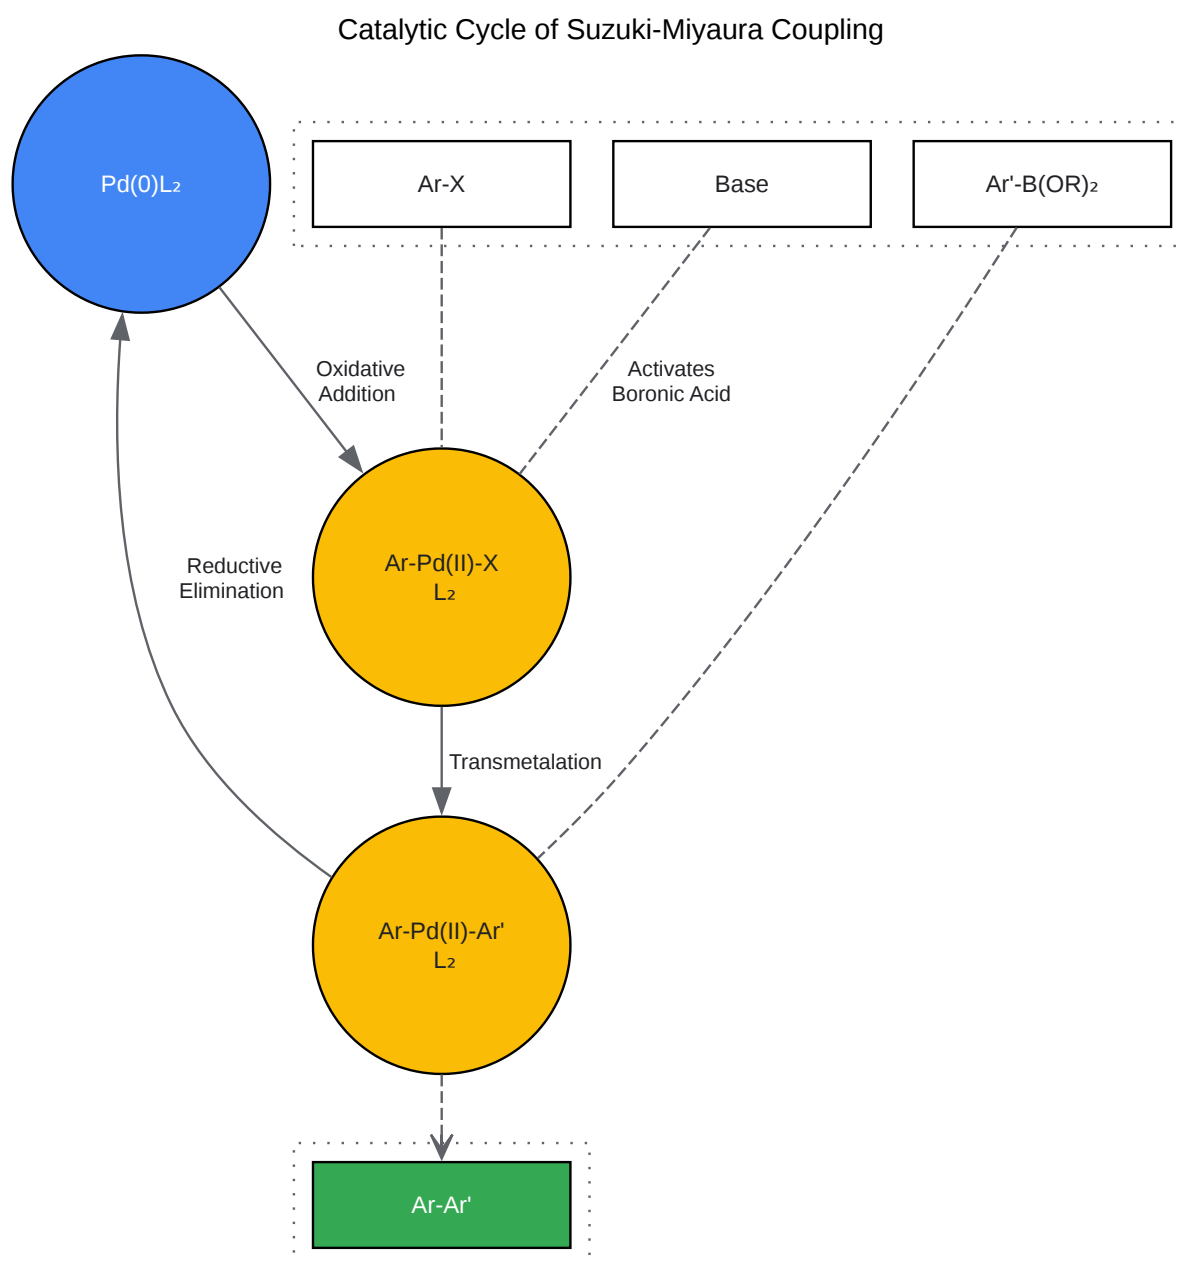 Catalytic Cycle of Suzuki-Miyaura Coupling
Pd(0)L₂
Ar-X
Base
Ar'-B(OR)₂
Oxidative
Addition
Activates
Boronic Acid
Reductive
Elimination
Ar-Pd(II)-X
L₂
Transmetalation
Ar-Pd(II)-Ar'
L₂
Ar-Ar'